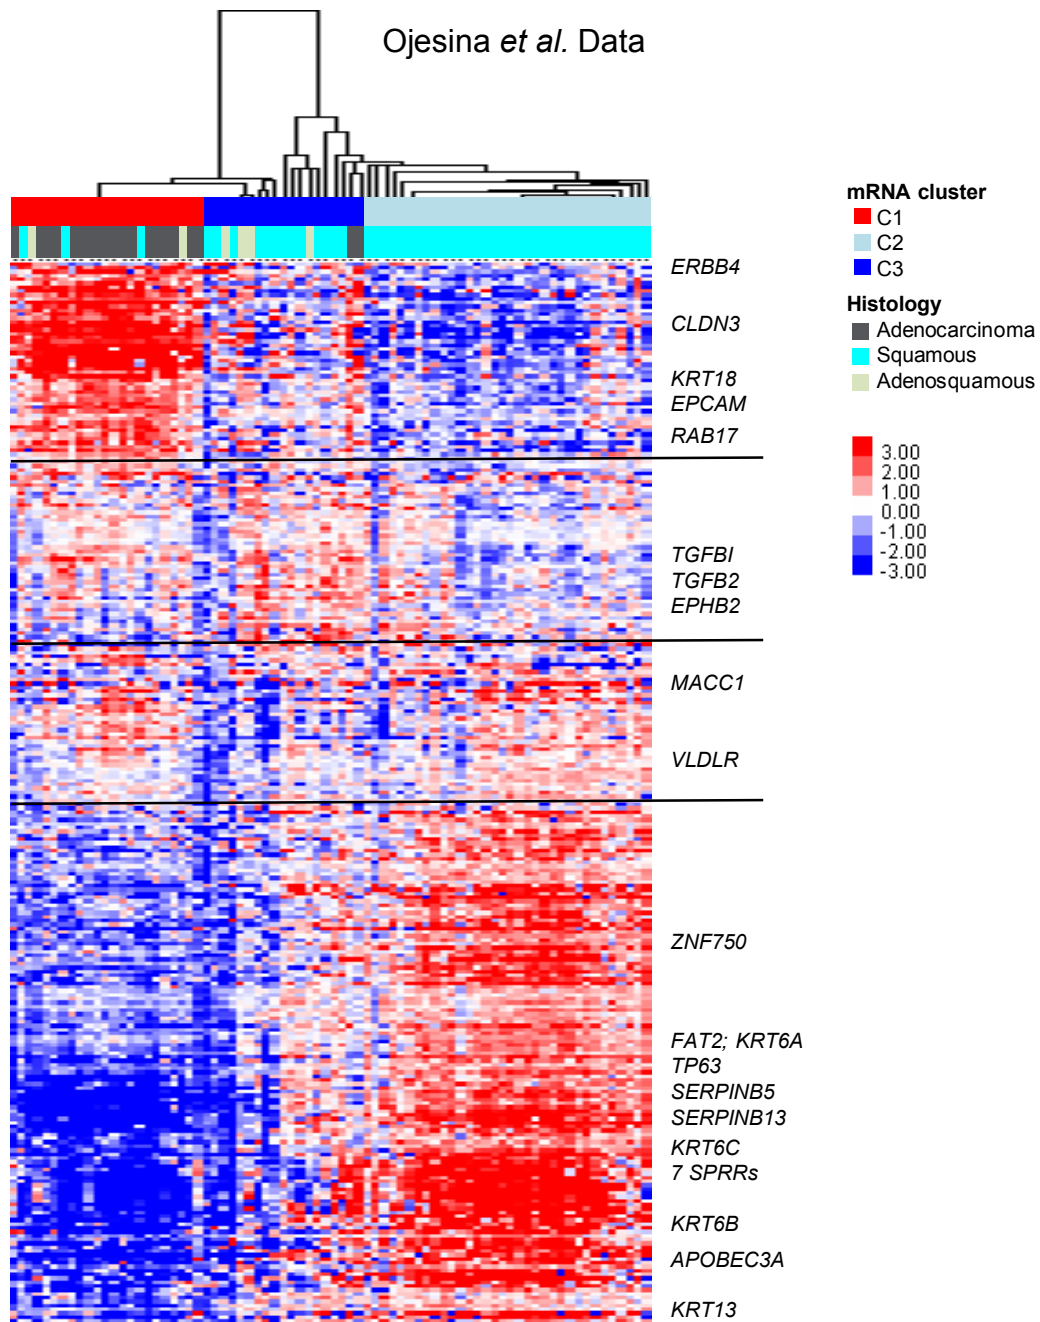 Ojesina et al. Data
mRNA cluster
C1
C2
C3
Histology
Adenocarcinoma
Squamous
Adenosquamous
3.00
2.00
1.00
0.00
-1.00
-2.00
-3.00
ERBB4
CLDN3
KRT18
EPCAM
RAB17
TGFBI
TGFB2
EPHB2
MACC1
VLDLR
ZNF750
FAT2; KRT6A
TP63
SERPINB5
SERPINB13
KRT6C
7 SPRRs
KRT6B
APOBEC3A
KRT13